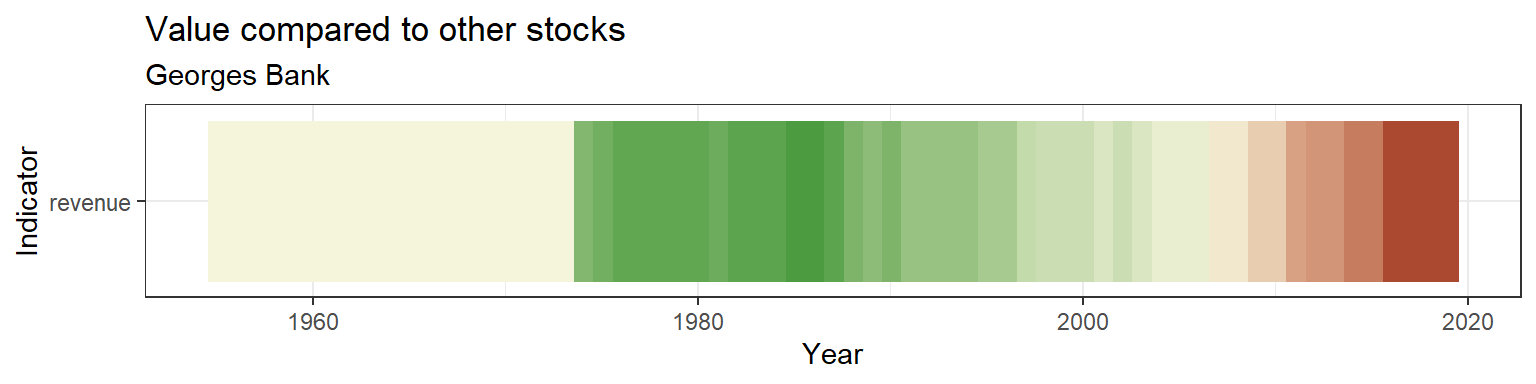 Value compared to other stocks
Georges Bank
Indicator
revenue
1960 1980 2000 2020
Year